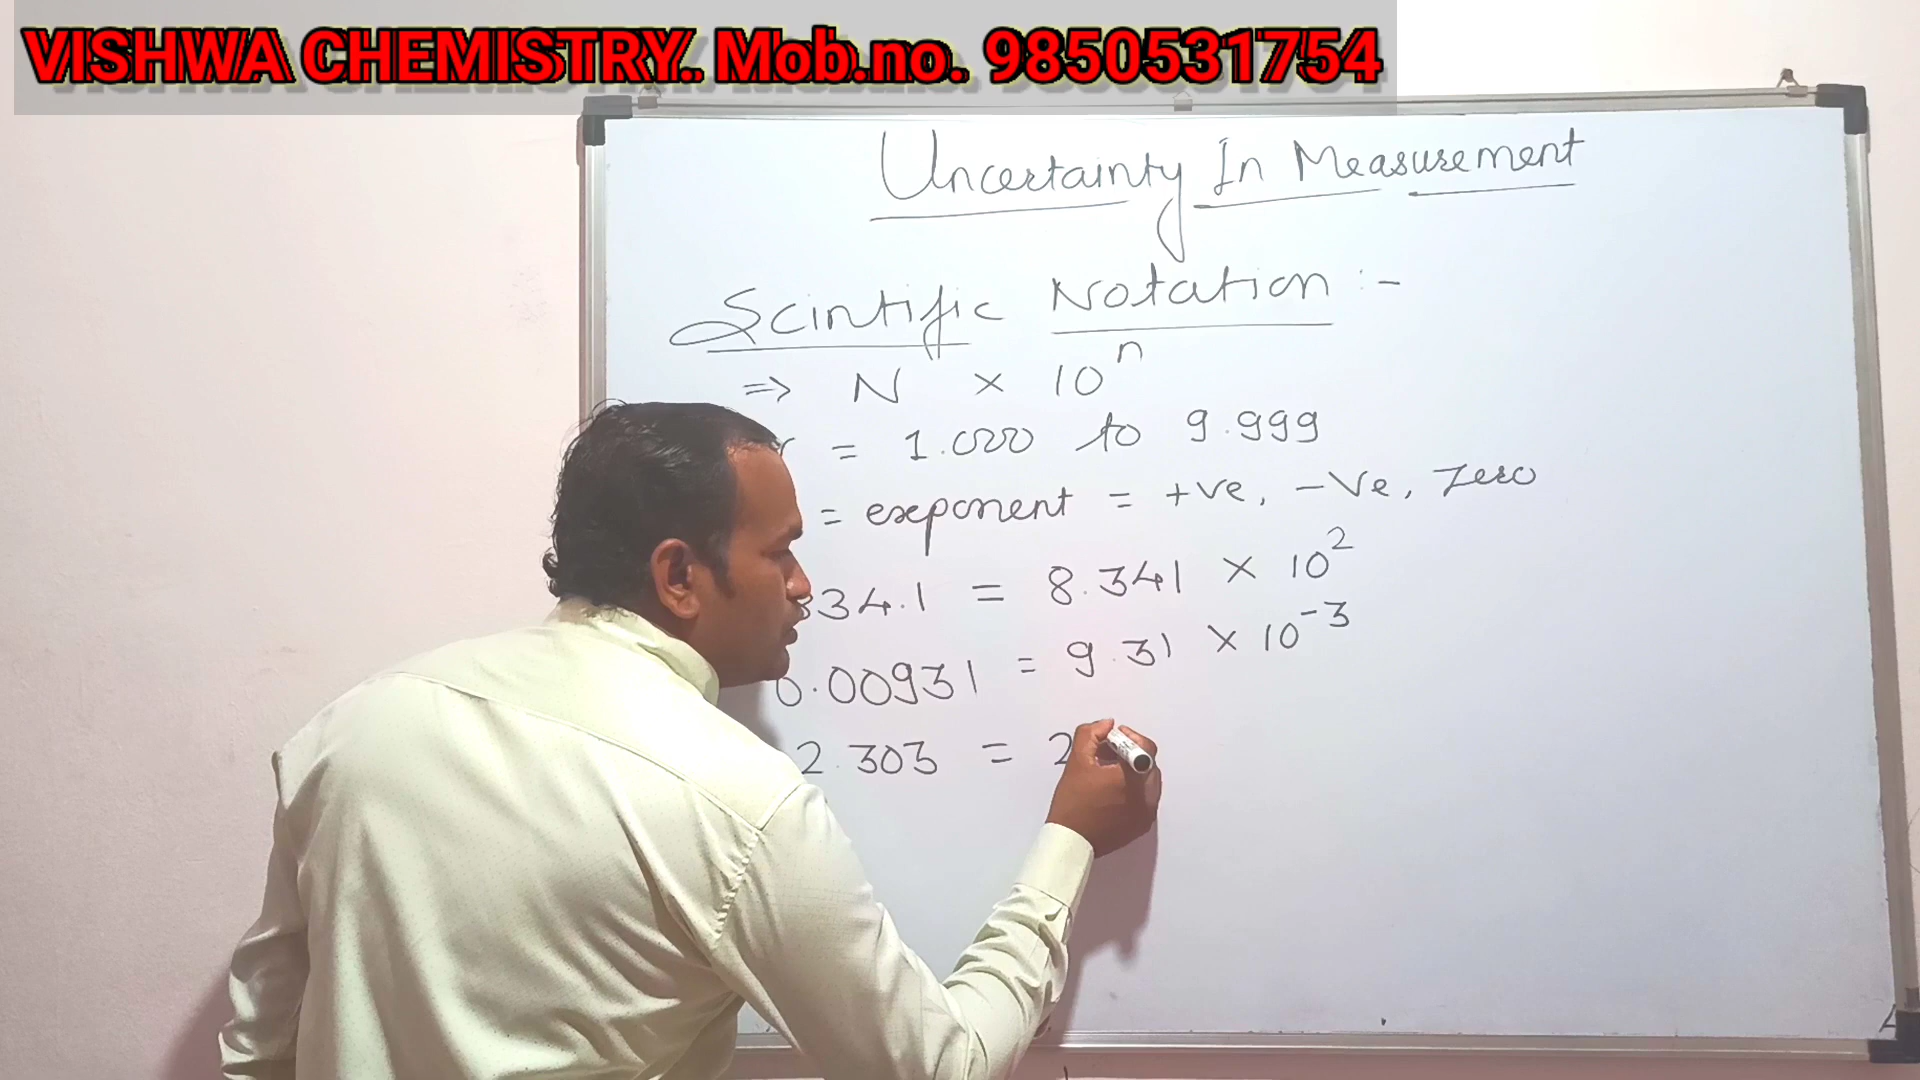 VISHWA CHEMISTRY. Mob.no. 9850531754
Uncertainty In Measurement
Scintific Notation :-
⇒ N × 10ⁿ
= 1.000 to 9.999
= exponent = +ve, -ve, zero
834.1 = 8.341 × 10²
0.00931 = 9.31 × 10⁻³
2.303 = 2